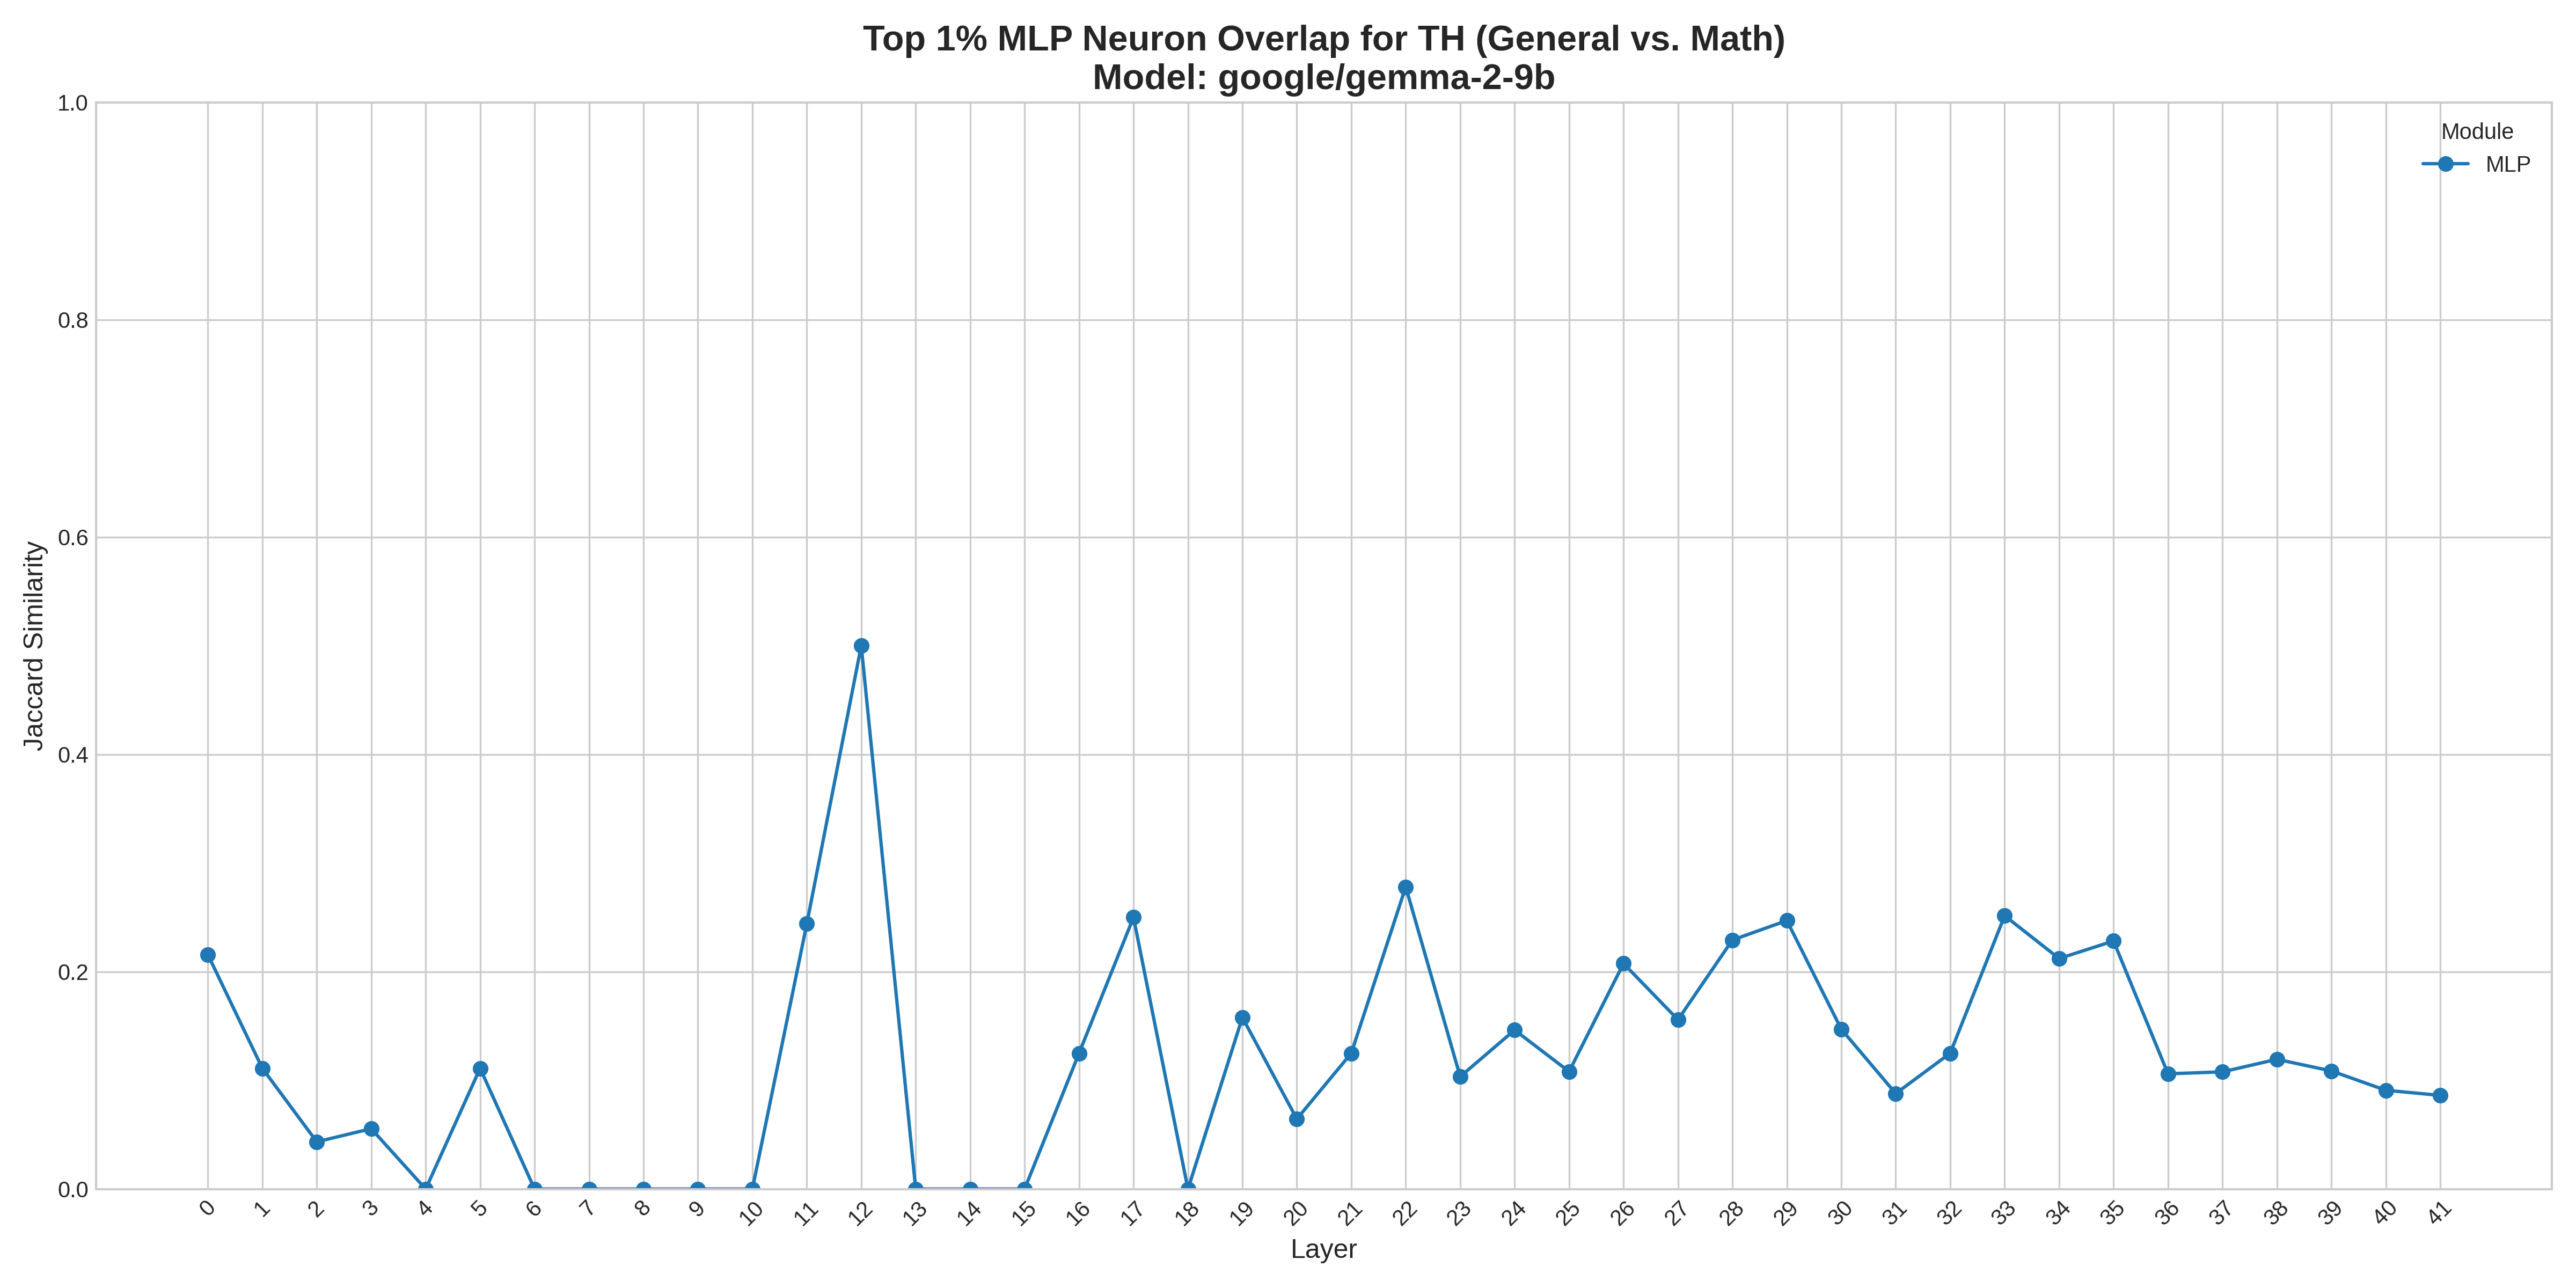 Top 1% MLP Neuron Overlap for TH (General vs. Math)
Model: google/gemma-2-9b
Module
MLP
Jaccard Similarity
1.0
0.8
0.6
0.4
0.2
0.0
0 1 2 3 4 5 6 7 8 9 10 11 12 13 14 15 16 17 18 19 20 21 22 23 24 25 26 27 28 29 30 31 32 33 34 35 36 37 38 39 40 41
Layer